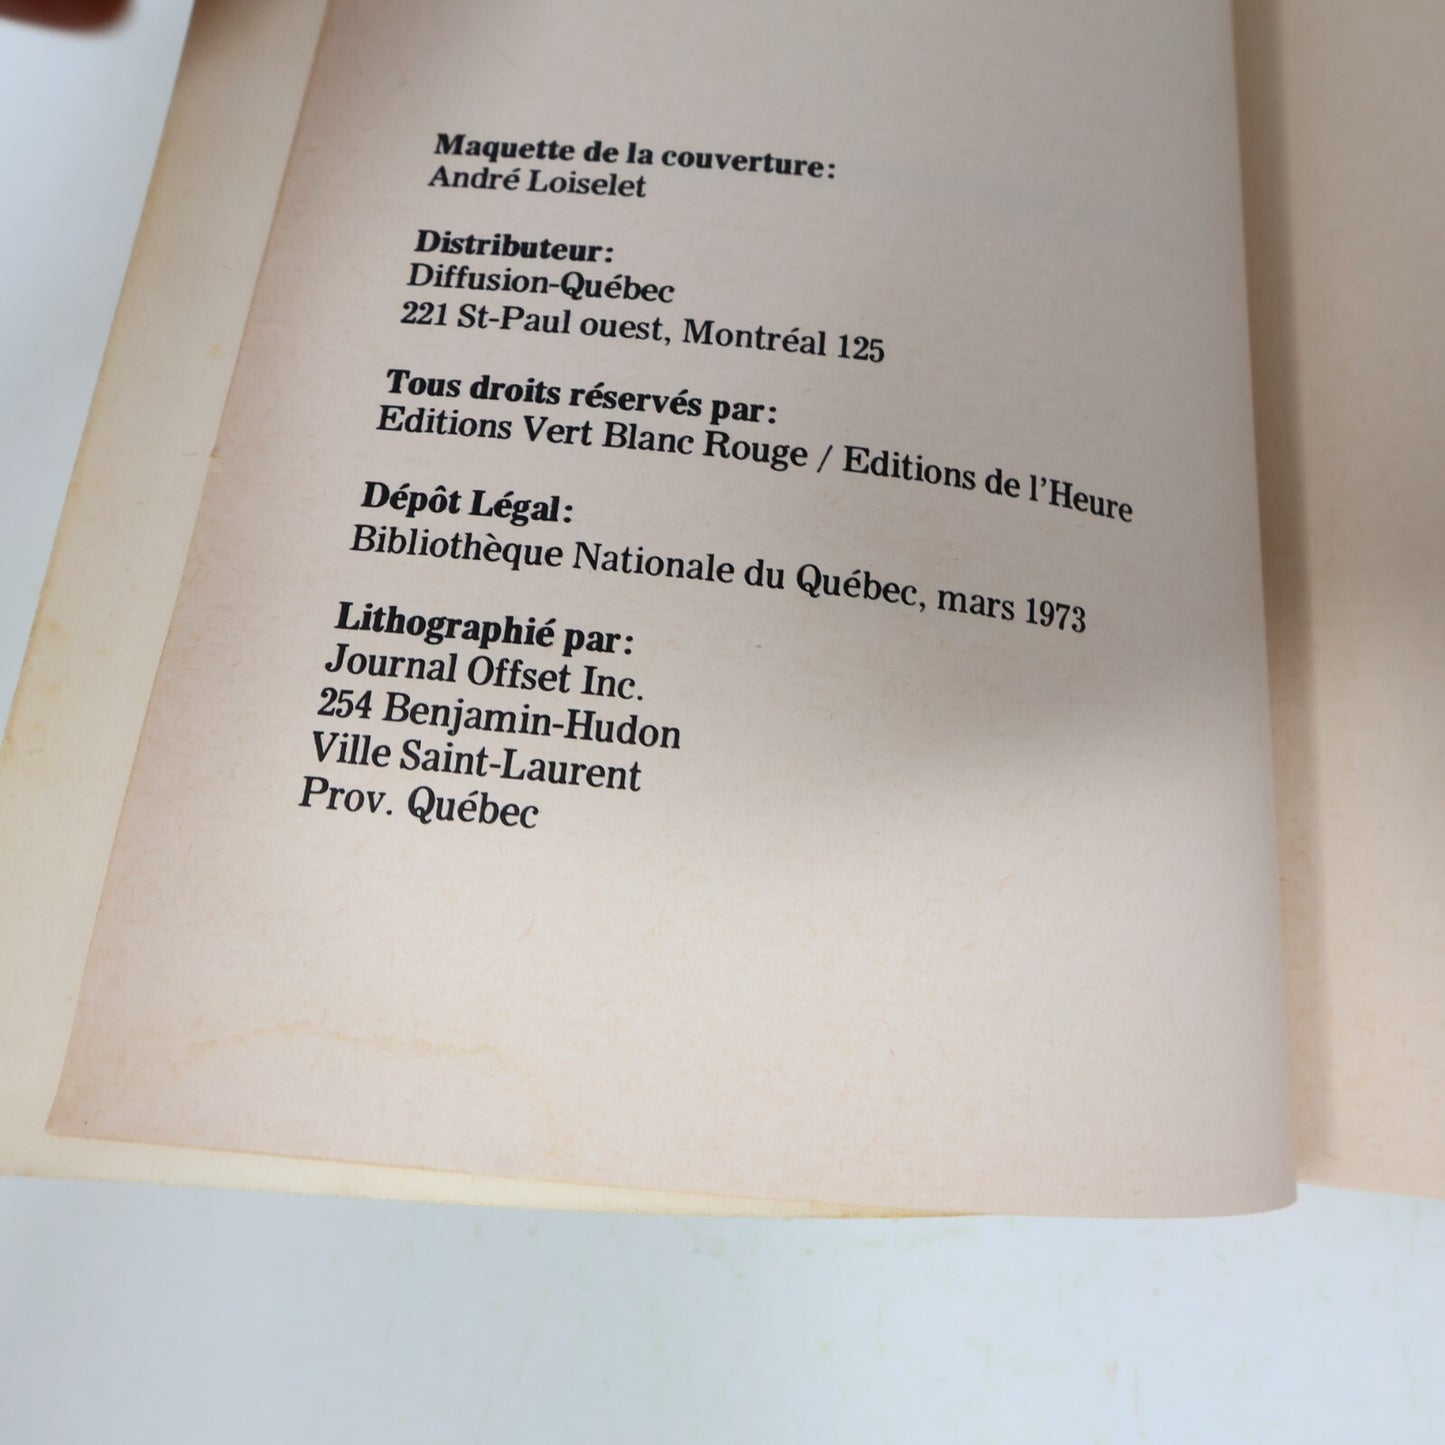 Maquette de la couverture:
André Loiselet
Distributeur:
Diffusion-Québec
221 St-Paul ouest, Montréal 125
Tous droits réservés par:
Editions Vert Blanc Rouge / Editions de l'Heure
Dépôt Légal:
Bibliothèque Nationale du Québec, mars 1973
Lithographié par:
Journal Offset Inc.
254 Benjamin-Hudon
Ville Saint-Laurent
Prov. Québec